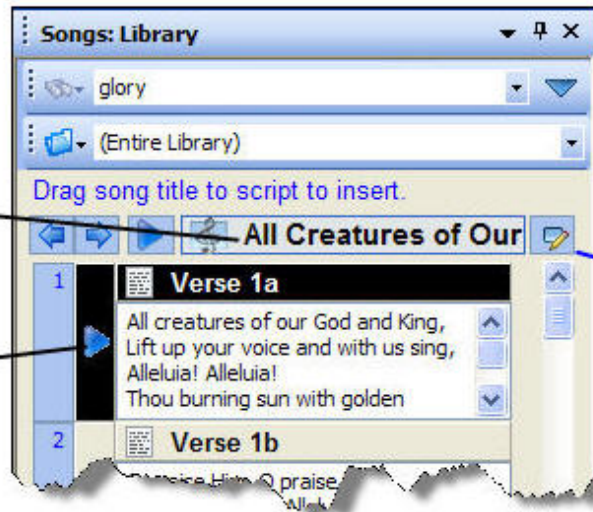 Songs: Library
glory
(Entire Library)
Drag song title to script to insert.
All Creatures of Our
1
Verse 1a
All creatures of our God and King,
Lift up your voice and with us sing,
Alleluia! Alleluia!
Thou burning sun with golden
2
Verse 1b
praise